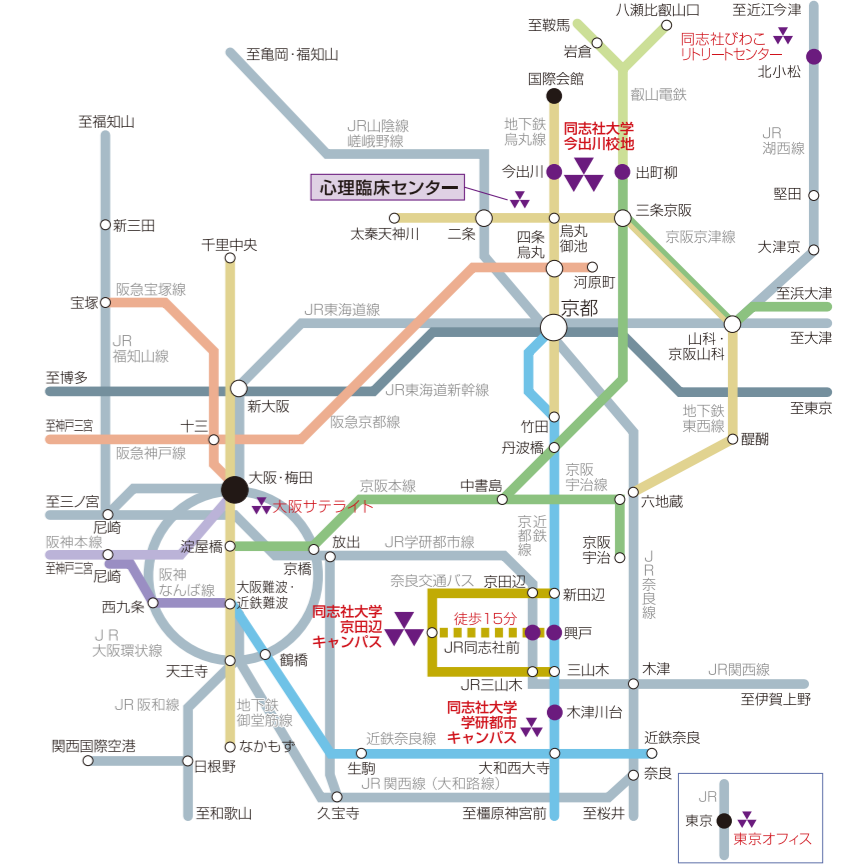 至鞍馬
八瀬比叡山口
至近江今津
岩倉
同志社びわこ
リトリートセンター
北小松
至亀岡・福知山
国際会館
叡山電鉄
至福知山
JR山陰線
嵯峨野線
地下鉄
烏丸線
同志社大学
今出川校地
JR
湖西線
今出川
出町柳
心理臨床センター
堅田
新三田
太秦天神川
二条
烏丸
御池
三条京阪
千里中央
四条
烏丸
京阪京津線
大津京
河原町
阪急宝塚線
宝塚
JR東海道線
京都
至浜大津
JR
福知山線
山科・
京阪山科
至大津
至博多
新大阪
JR東海道新幹線
至東京
至神戸三宮
十三
阪急京都線
竹田
地下鉄
東西線
阪急神戸線
丹波橋
醍醐
大阪・梅田
京阪本線
中書島
京阪
宇治線
六地蔵
至三ノ宮
大阪サテライト
尼崎
阪神本線
淀屋橋
放出
JR学研都市線
近鉄
京都線
京阪
宇治
至神戸三宮
尼崎
阪神
なんば線
京橋
奈良交通バス
京田辺
JR奈良線
大阪難波・
近鉄難波
新田辺
西九条
同志社大学
京田辺
キャンパス
徒歩15分
興戸
JR
大阪環状線
JR同志社前
鶴橋
天王寺
三山木
木津
JR関西線
JR三山木
至伊賀上野
JR阪和線
地下鉄
御堂筋線
同志社大学
学研都市
キャンパス
木津川台
関西国際空港
なかもず
近鉄奈良線
近鉄奈良
日根野
生駒
大和西大寺
奈良
JR関西線（大和路線）
至和歌山
久宝寺
至橿原神宮前
至桜井
JR
東京
東京オフィス